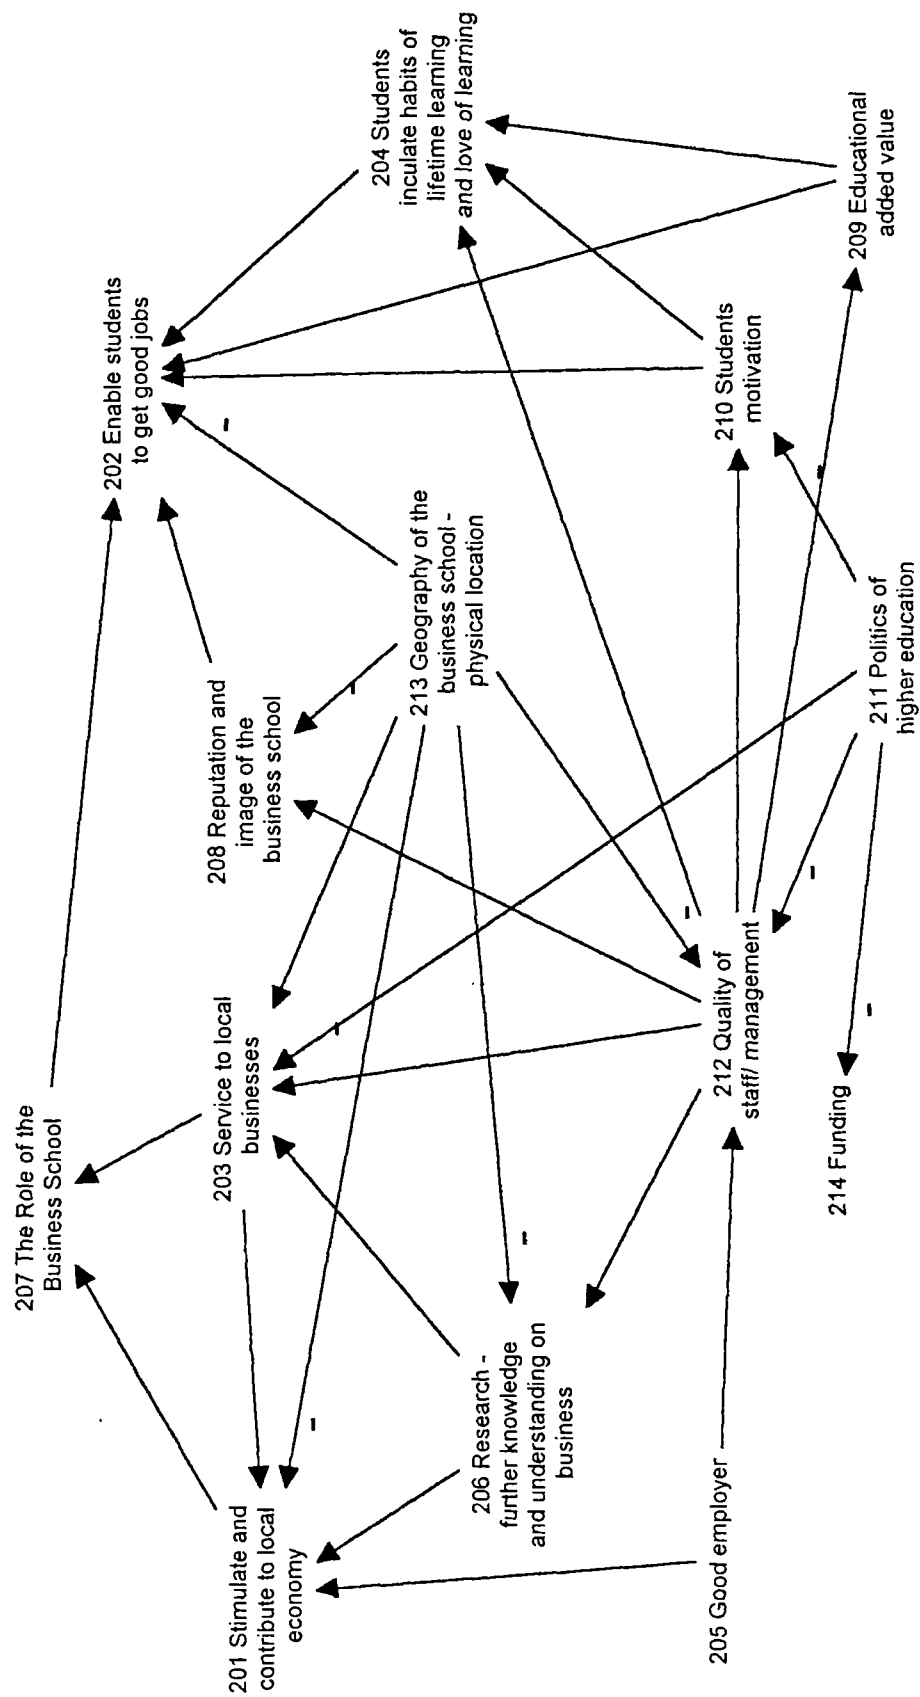 207 The Role of the
Business School
202 Enable students
to get good jobs
201 Stimulate and
contribute to local
economy
203 Service to local
businesses
208 Reputation and
image of the
business school
204 Students
inculate habits of
lifetime learning
and love of learning
213 Geography of the
business school -
physical location
206 Research -
further knowledge
and understanding on
business
205 Good employer
212 Quality of
staff/ management
210 Students
motivation
209 Educational
added value
214 Funding
211 Politics of
higher education